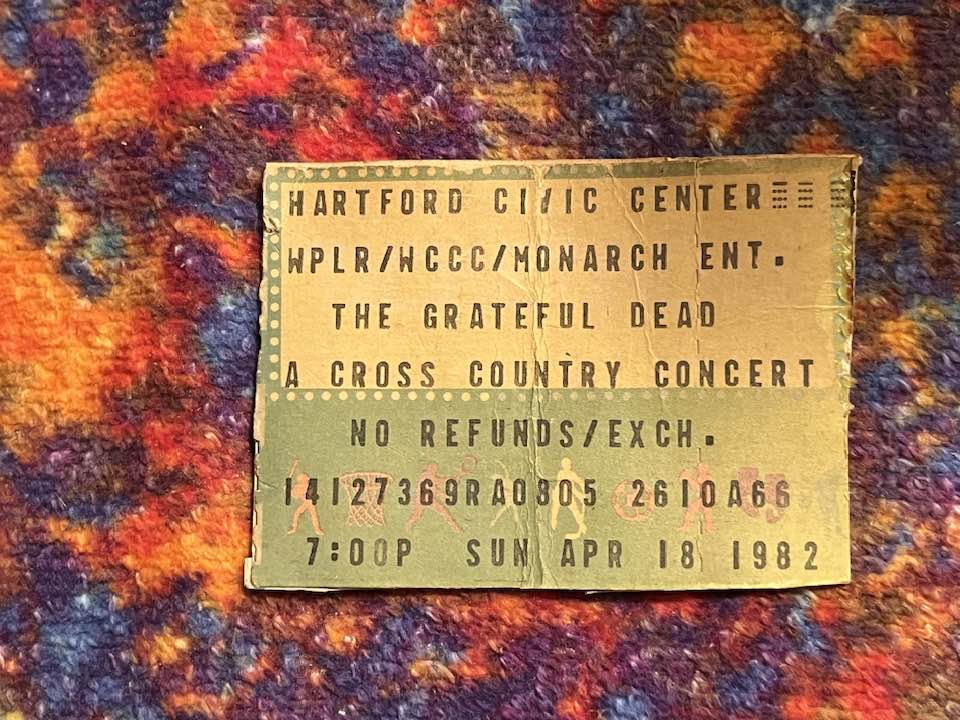 HARTFORD CIVIC CENTER
WPLR/WCCC/MONARCH ENT.
THE GRATEFUL DEAD
A CROSS COUNTRY CONCERT
NO REFUNDS/EXCH.
14127369RA0805 2610A66
7:00P SUN APR 18 1982